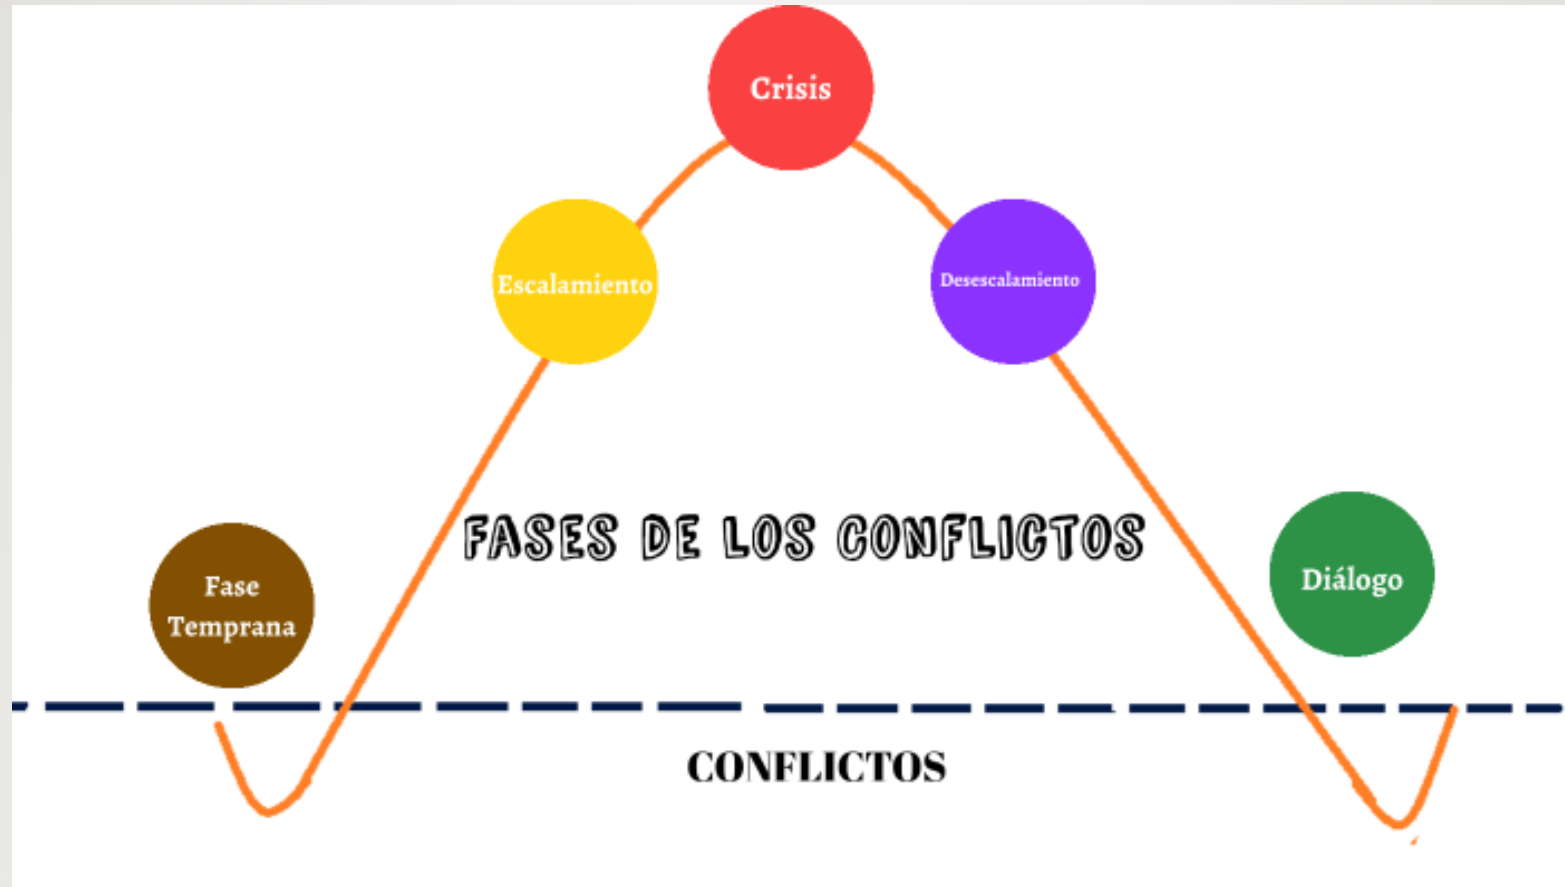 Crisis
Escalamiento
Desescalamiento
FASES DE LOS CONFLICTOS
Fase
Temprana
Diálogo
CONFLICTOS